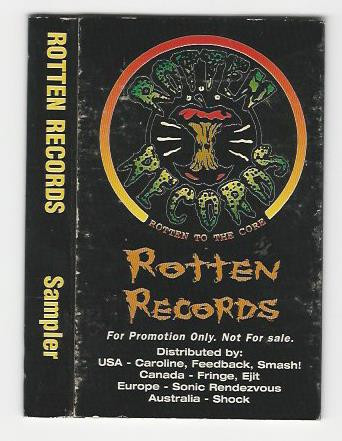 ROTTEN RECORDS Sampler
ROTTEN
RECORDS
ROTTEN TO THE CORE
ROTTEN
RECORDS
For Promotion Only. Not For sale.
Distributed by:
USA - Caroline, Feedback, Smash!
Canada - Fringe, Ejit
Europe - Sonic Rendezvous
Australia - Shock